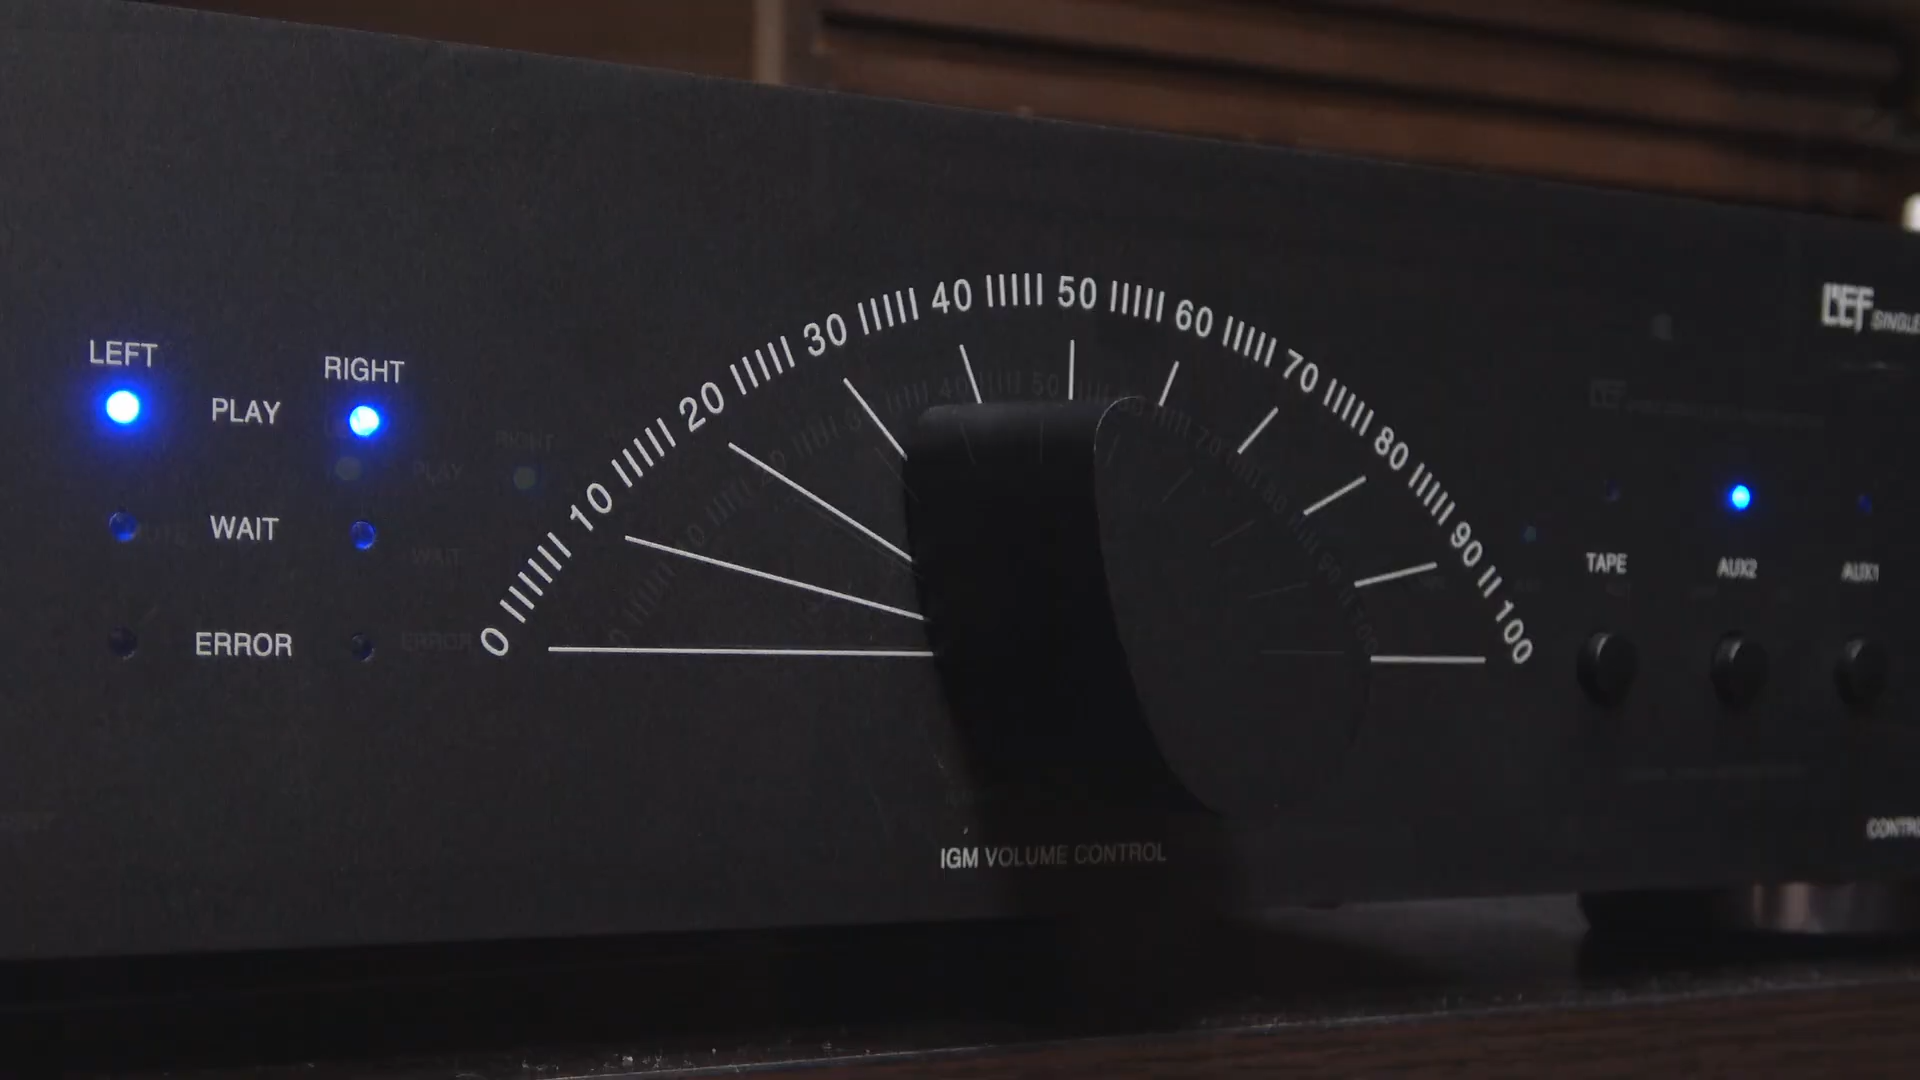 LEFT
RIGHT
PLAY
WAIT
ERROR
0 10 20 30 40 50 60 70 80 90 100
IGM VOLUME CONTROL
TAPE
AUX2
AUX1